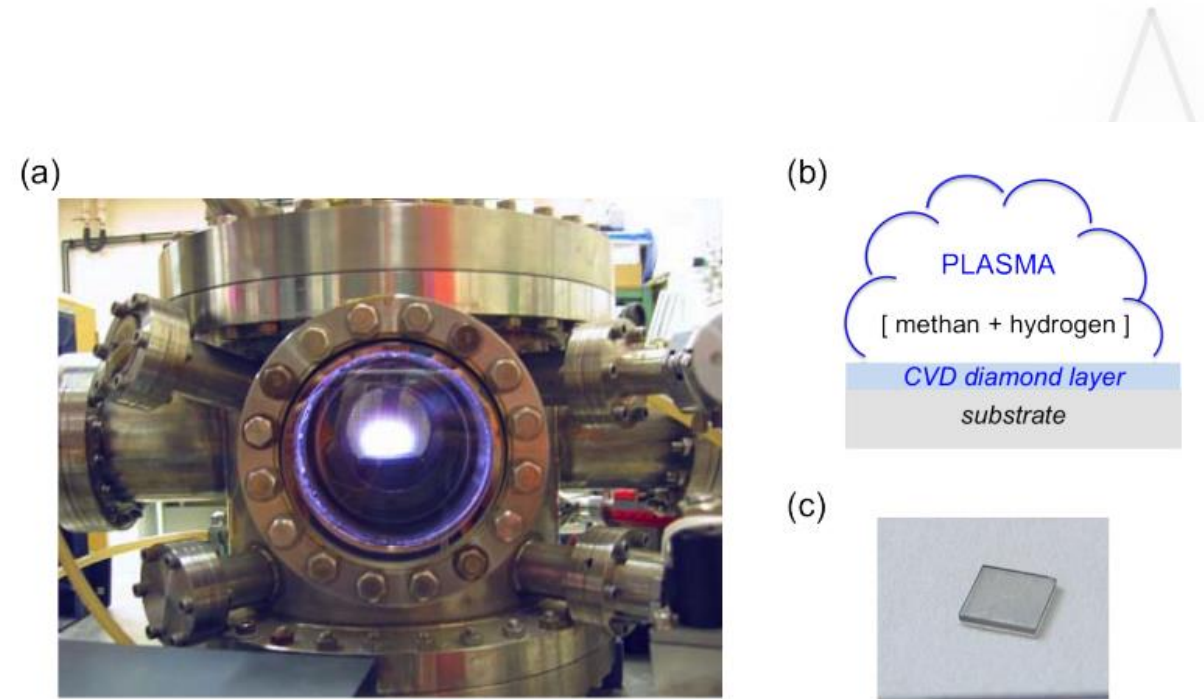 (a)
(b)
PLASMA
[ methan + hydrogen ]
CVD diamond layer
substrate
(c)